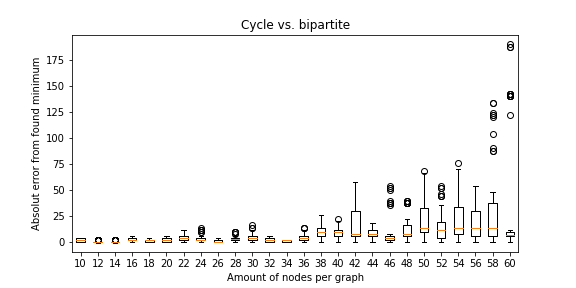 Cycle vs. bipartite
Absolut error from found minimum
175
150
125
100
75
50
25
0
10 12 14 16 18 20 22 24 26 28 30 32 34 36 38 40 42 44 46 48 50 52 54 56 58 60
Amount of nodes per graph